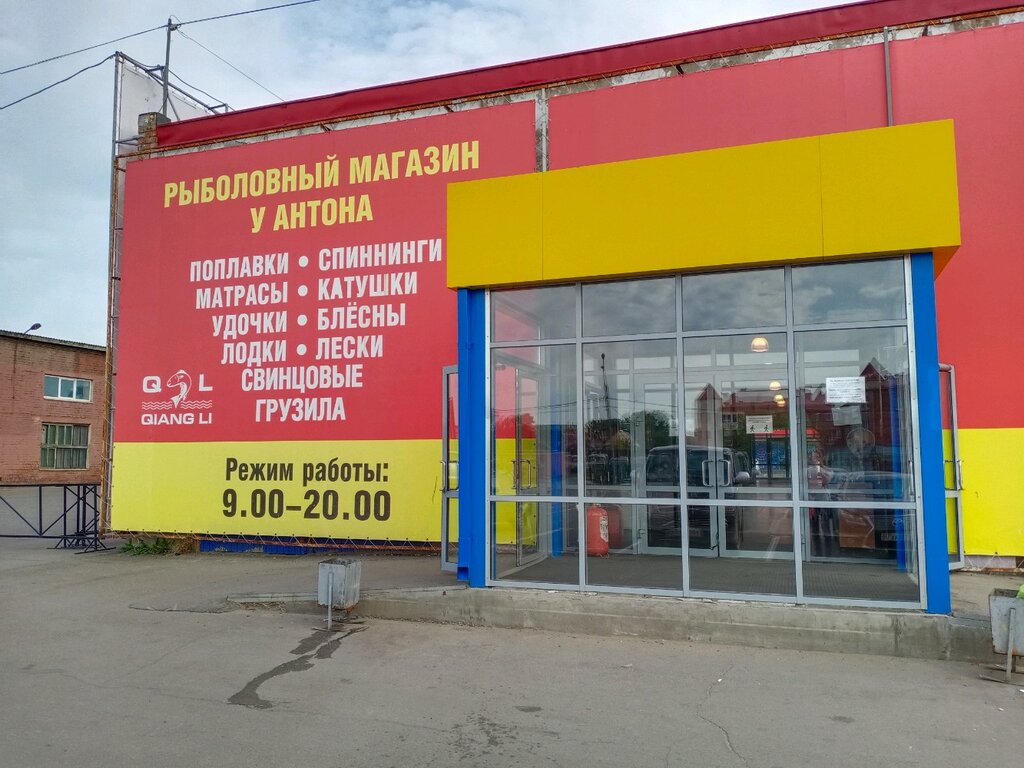 РЫБОЛОВНЫЙ МАГАЗИН
У АНТОНА
ПОПЛАВКИ • СПИННИНГИ
МАТРАСЫ • КАТУШКИ
УДОЧКИ • БЛЁСНЫ
ЛОДКИ • ЛЕСКИ
СВИНЦОВЫЕ
ГРУЗИЛА
Q L
QIANG LI
Режим работы:
9.00–20.00